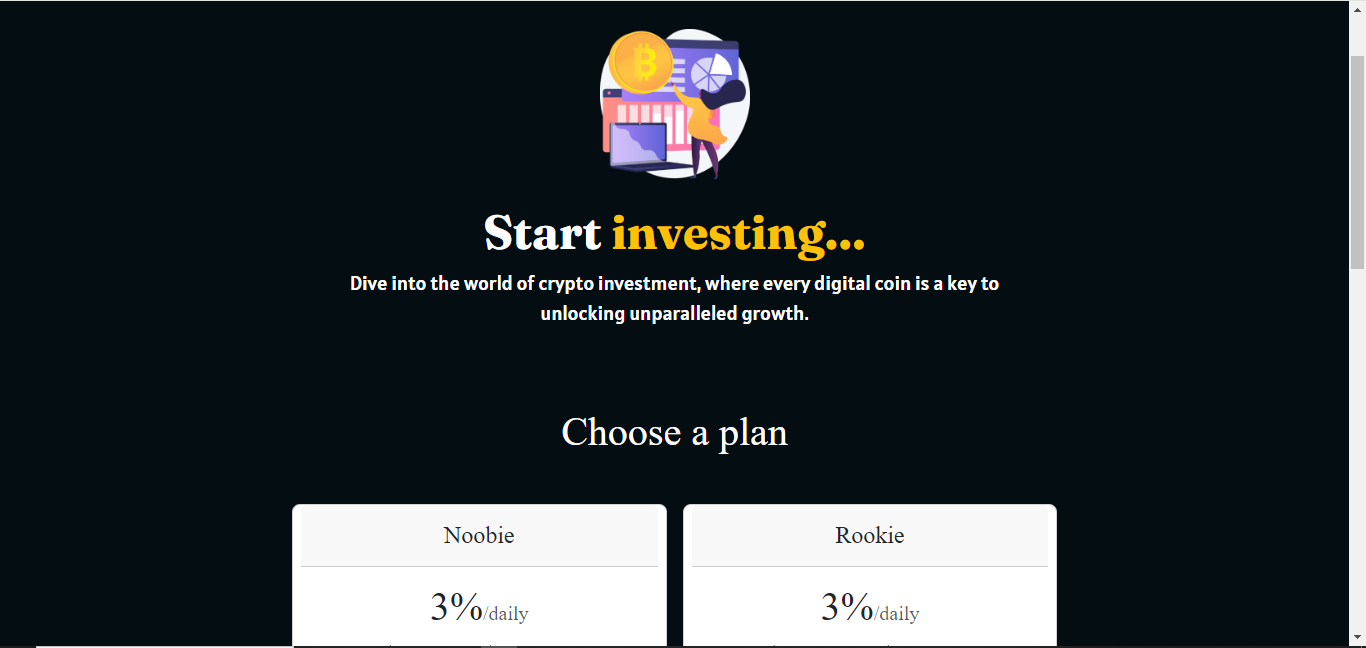 Start investing...
Dive into the world of crypto investment, where every digital coin is a key to
unlocking unparalleled growth.
Choose a plan
Noobie
Rookie
3%/daily
3%/daily